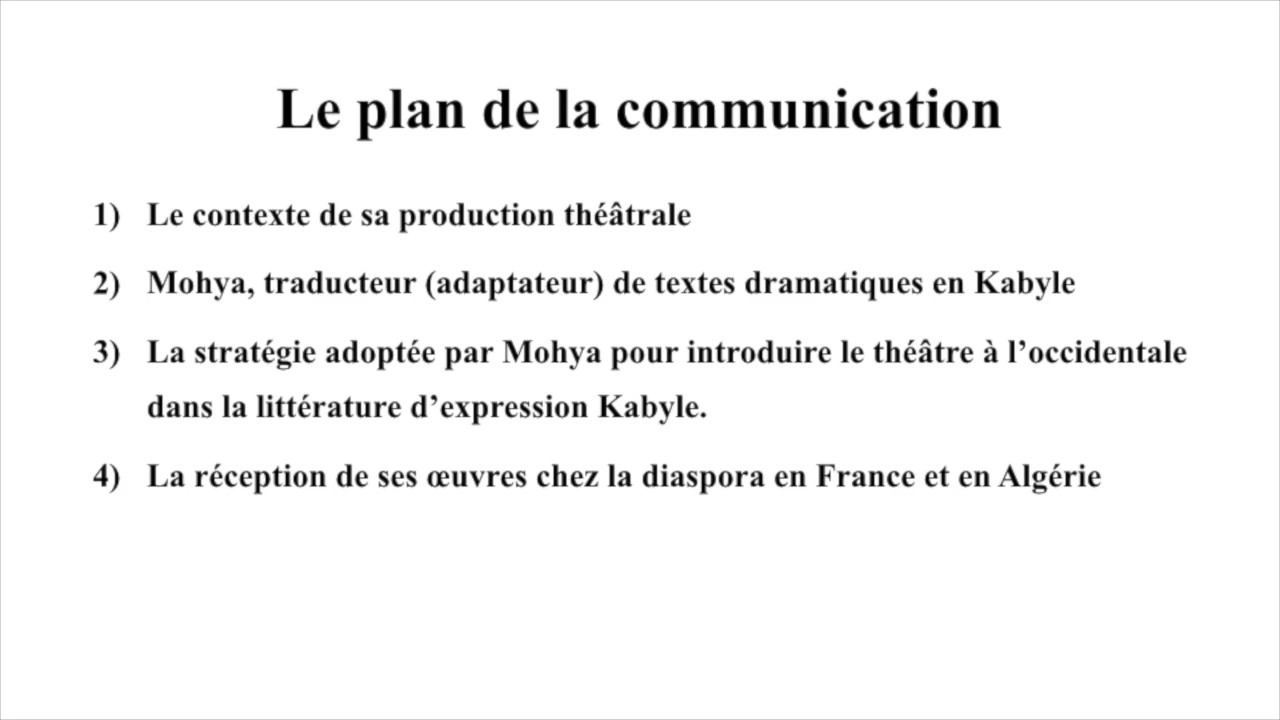 Le plan de la communication
1) Le contexte de sa production théâtrale
2) Mohya, traducteur (adaptateur) de textes dramatiques en Kabyle
3) La stratégie adoptée par Mohya pour introduire le théâtre à l’occidentale
dans la littérature d’expression Kabyle.
4) La réception de ses œuvres chez la diaspora en France et en Algérie